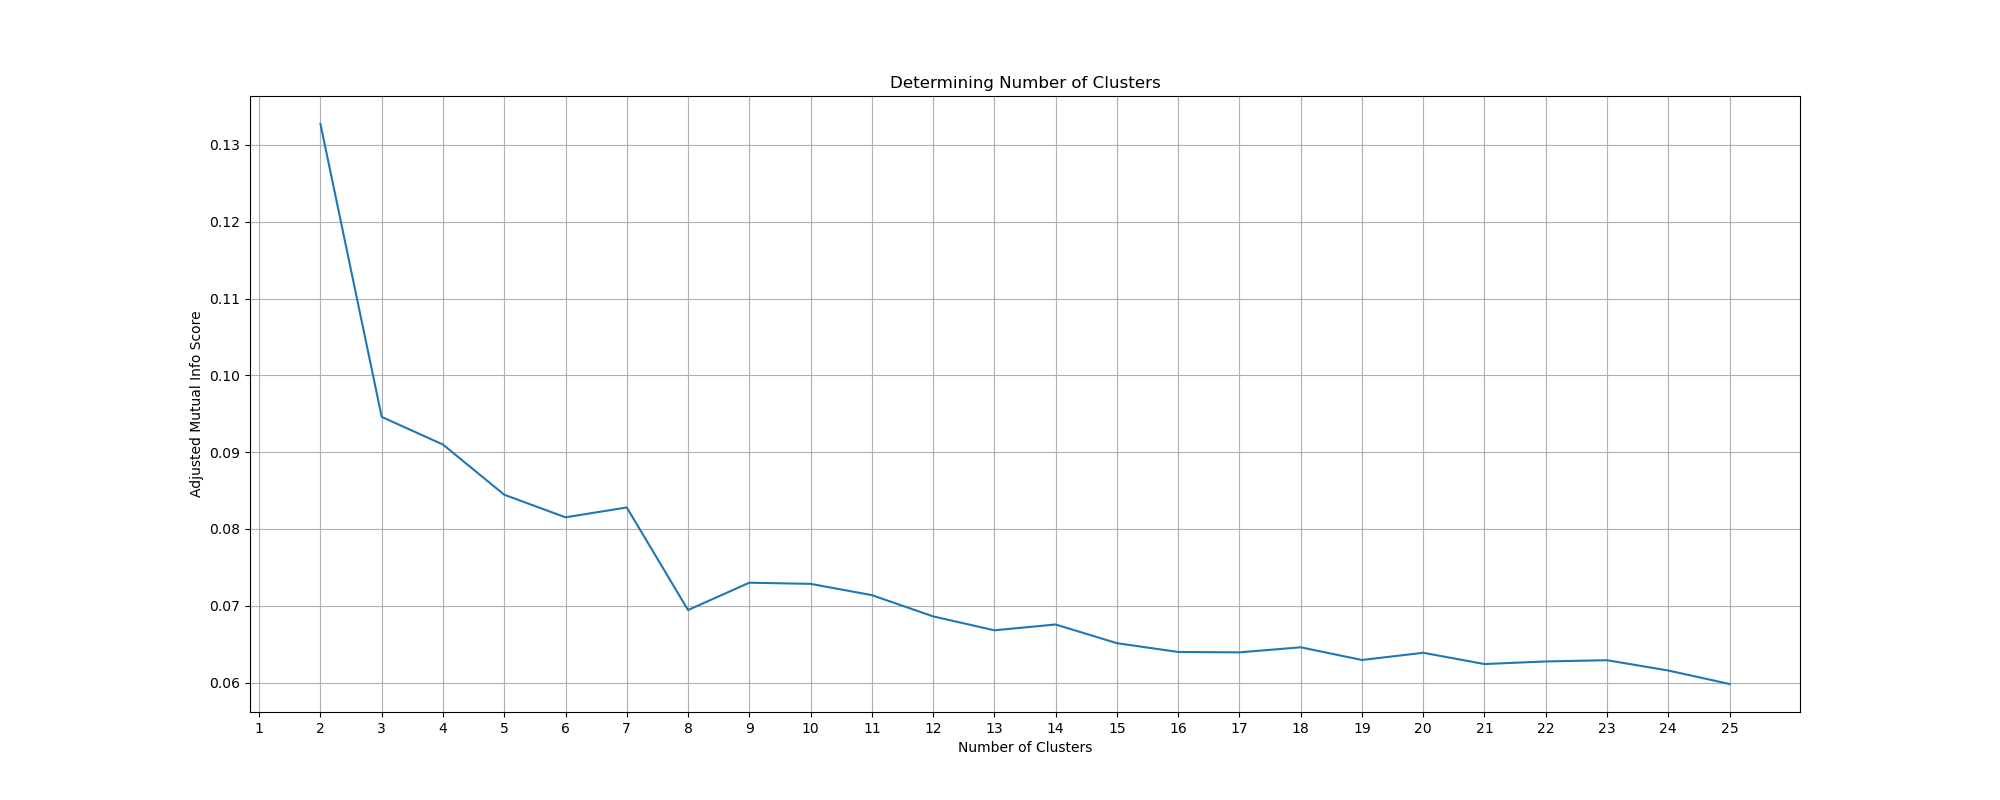 Determining Number of Clusters
Adjusted Mutual Info Score
0.13
0.12
0.11
0.10
0.09
0.08
0.07
0.06
1 2 3 4 5 6 7 8 9 10 11 12 13 14 15 16 17 18 19 20 21 22 23 24 25
Number of Clusters